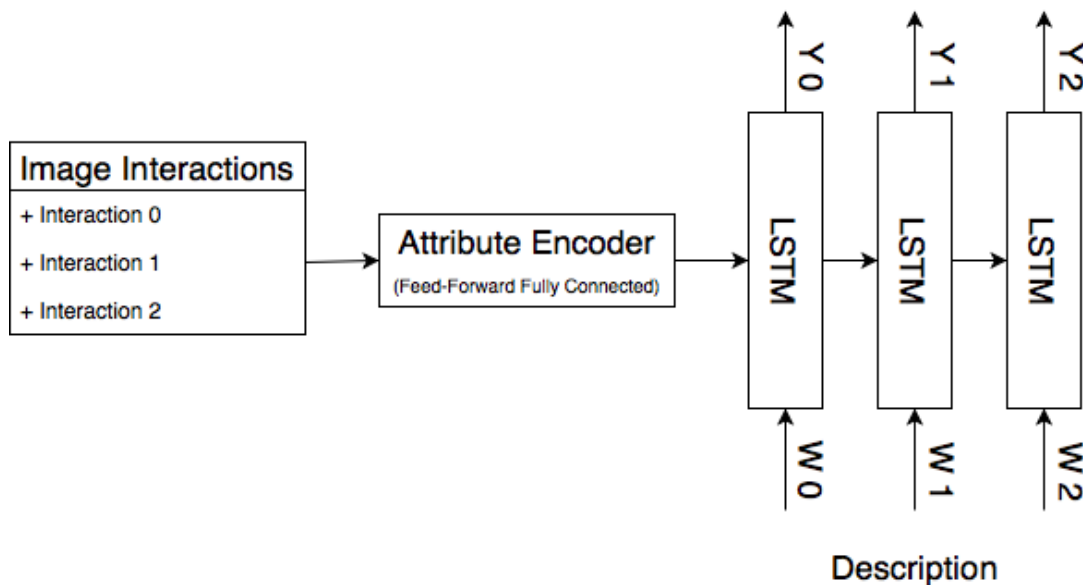 Image Interactions
+ Interaction 0
+ Interaction 1
+ Interaction 2
Attribute Encoder
(Feed-Forward Fully Connected)
Y 0
Y 1
Y 2
LSTM
LSTM
LSTM
W 0
W 1
W 2
Description